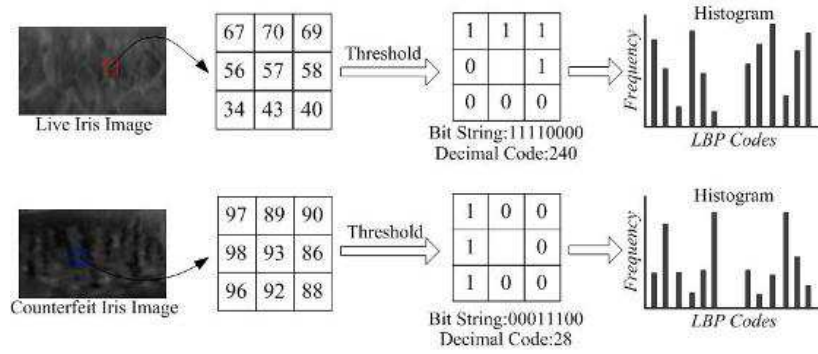 67 70 69
56 57 58
34 43 40
Live Iris Image
Threshold
1 1 1
0 1
0 0 0
Bit String:11110000
Decimal Code:240
Histogram
Frequency
LBP Codes
97 89 90
98 93 86
96 92 88
Counterfeit Iris Image
Threshold
1 0 0
1 0
1 0 0
Bit String:00011100
Decimal Code:28
Histogram
Frequency
LBP Codes